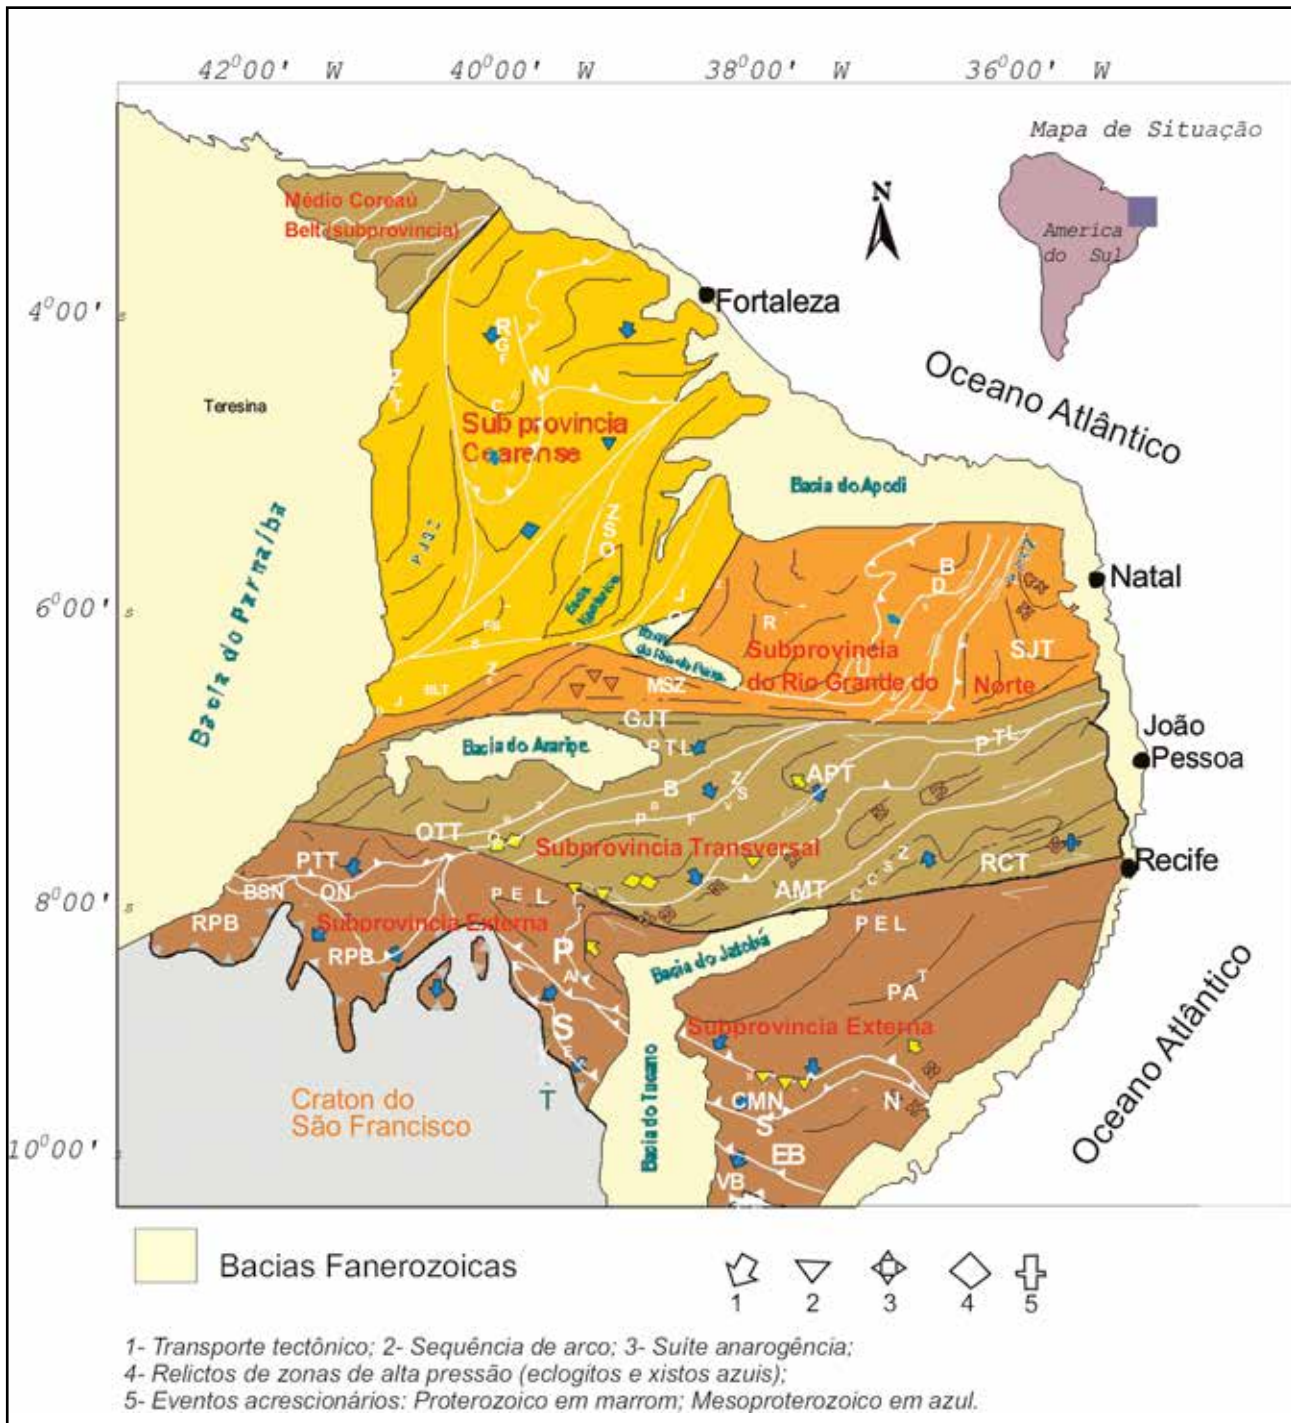 42°00' W
40°00' W
38°00' W
36°00' W
Mapa de Situação
N
America
do Sul
Médio Coreaú
Belt (subprovincia)
4°00' s
Fortaleza
Oceano Atlântico
R
G
F
Z
T
N
C
Teresina
Subprovincia
Cearense
Bacia do Apodi
Bacia do Parnaíba
Z
S
O
Natal
6°00' s
B
D
R
SJT
Subprovincia
do Rio Grande do Norte
MSZ
GJT
PTL
Bacia do Araripe
João
Pessoa
PTL
B
Z
S
APT
P
F
OTT
Subprovincia Transversal
PTT
BSN
ON
RCT
Recife
AMT
Z
S
C
C
8°00' s
RPB
Suborovincia Externa
RPB
PEL
P
AI
Bacia do Jatobá
PEL
PA T
S
E
Subprovincia Externa
Oceano Atlântico
Craton do
São Francisco
T
Bacia do Tucano
CMN
N
S
EB
VB
10°00' s
Bacias Fanerozoicas
1 2 3 4 5
1- Transporte tectônico; 2- Sequência de arco; 3- Suíte anarogência;
4- Relictos de zonas de alta pressão (eclogitos e xistos azuis);
5- Eventos acrescionários: Proterozoico em marrom; Mesoproterozoico em azul.